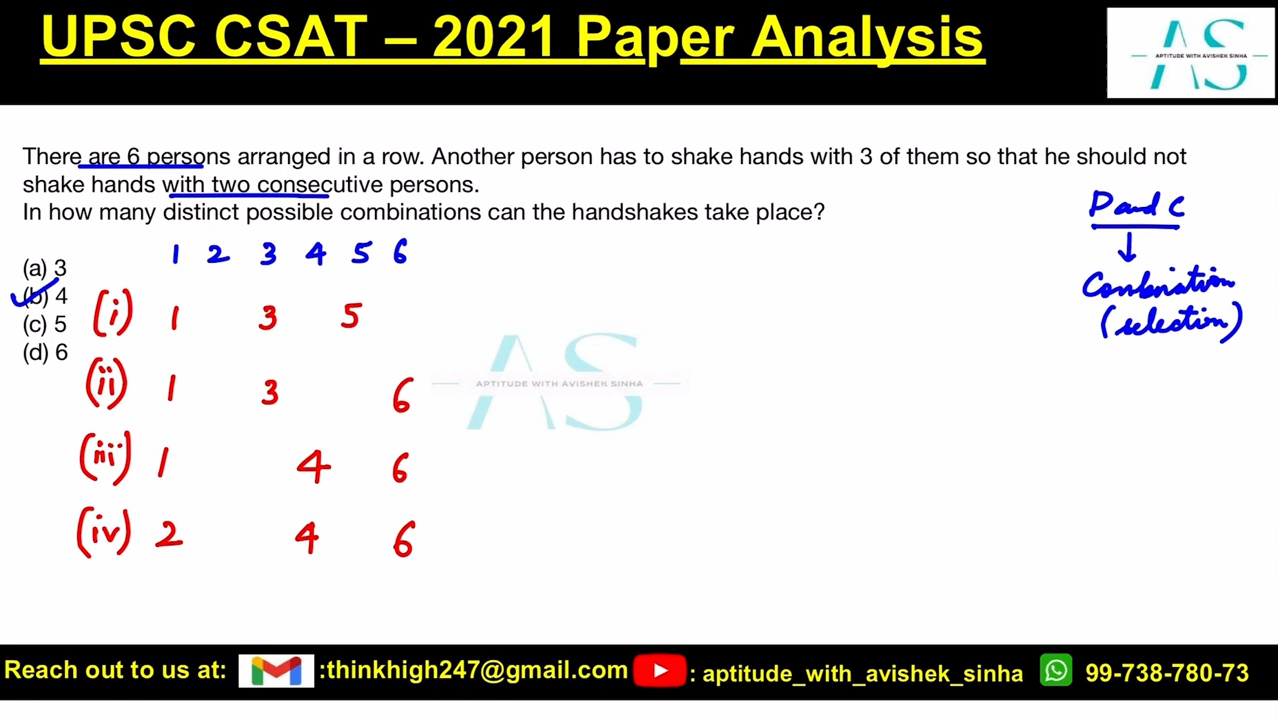 UPSC CSAT – 2021 Paper Analysis
AS
APTITUDE WITH AVISHEK SINHA
There are 6 persons arranged in a row. Another person has to shake hands with 3 of them so that he should not
shake hands with two consecutive persons.
In how many distinct possible combinations can the handshakes take place?
P and C
Combination
(selection)
1 2 3 4 5 6
(a) 3
(b) 4
(c) 5
(d) 6
(i) 1 3 5
(ii) 1 3 6
(iii) 1 4 6
(iv) 2 4 6
AS
APTITUDE WITH AVISHEK SINHA
Reach out to us at: :thinkhigh247@gmail.com : aptitude_with_avishek_sinha 99-738-780-73